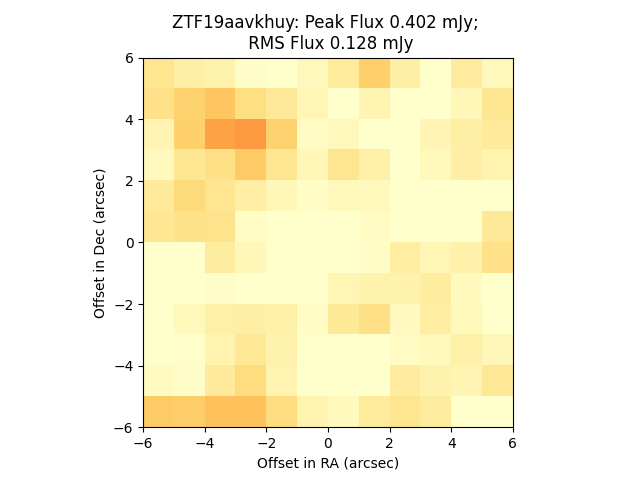 ZTF19aavkhuy: Peak Flux 0.402 mJy;
RMS Flux 0.128 mJy
6
4
2
0
−2
−4
−6
Offset in Dec (arcsec)
−6 −4 −2 0 2 4 6
Offset in RA (arcsec)